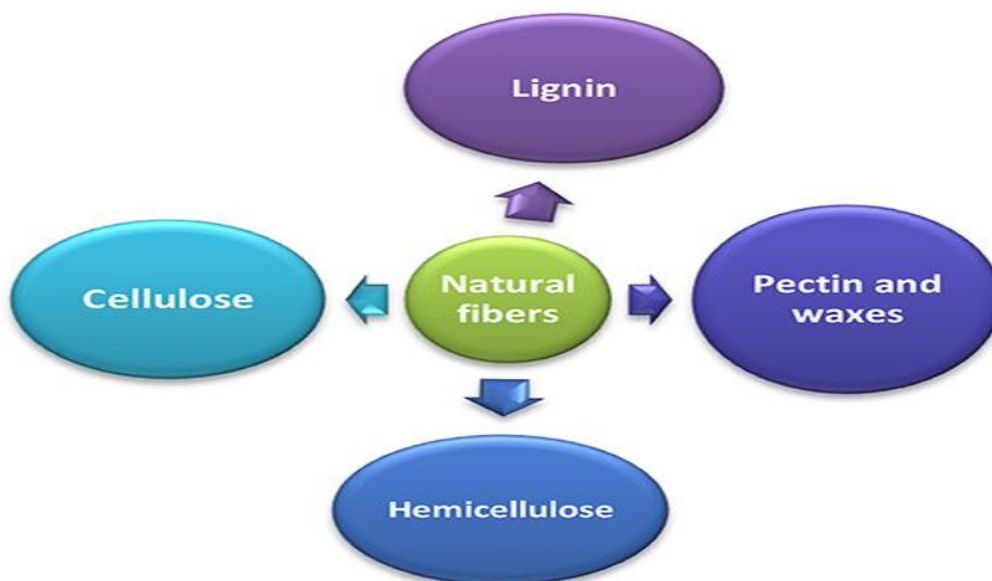 Lignin
Cellulose
Natural
fibers
Pectin and
waxes
Hemicellulose